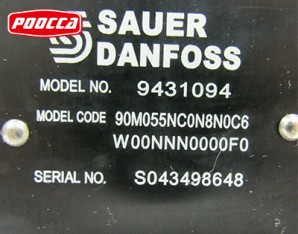 POOCCA
SAUER
DANFOSS
MODEL NO. 9431094
MODEL CODE 90M055NC0N8N0C6
W00NNN0000F0
SERIAL NO. S043498648